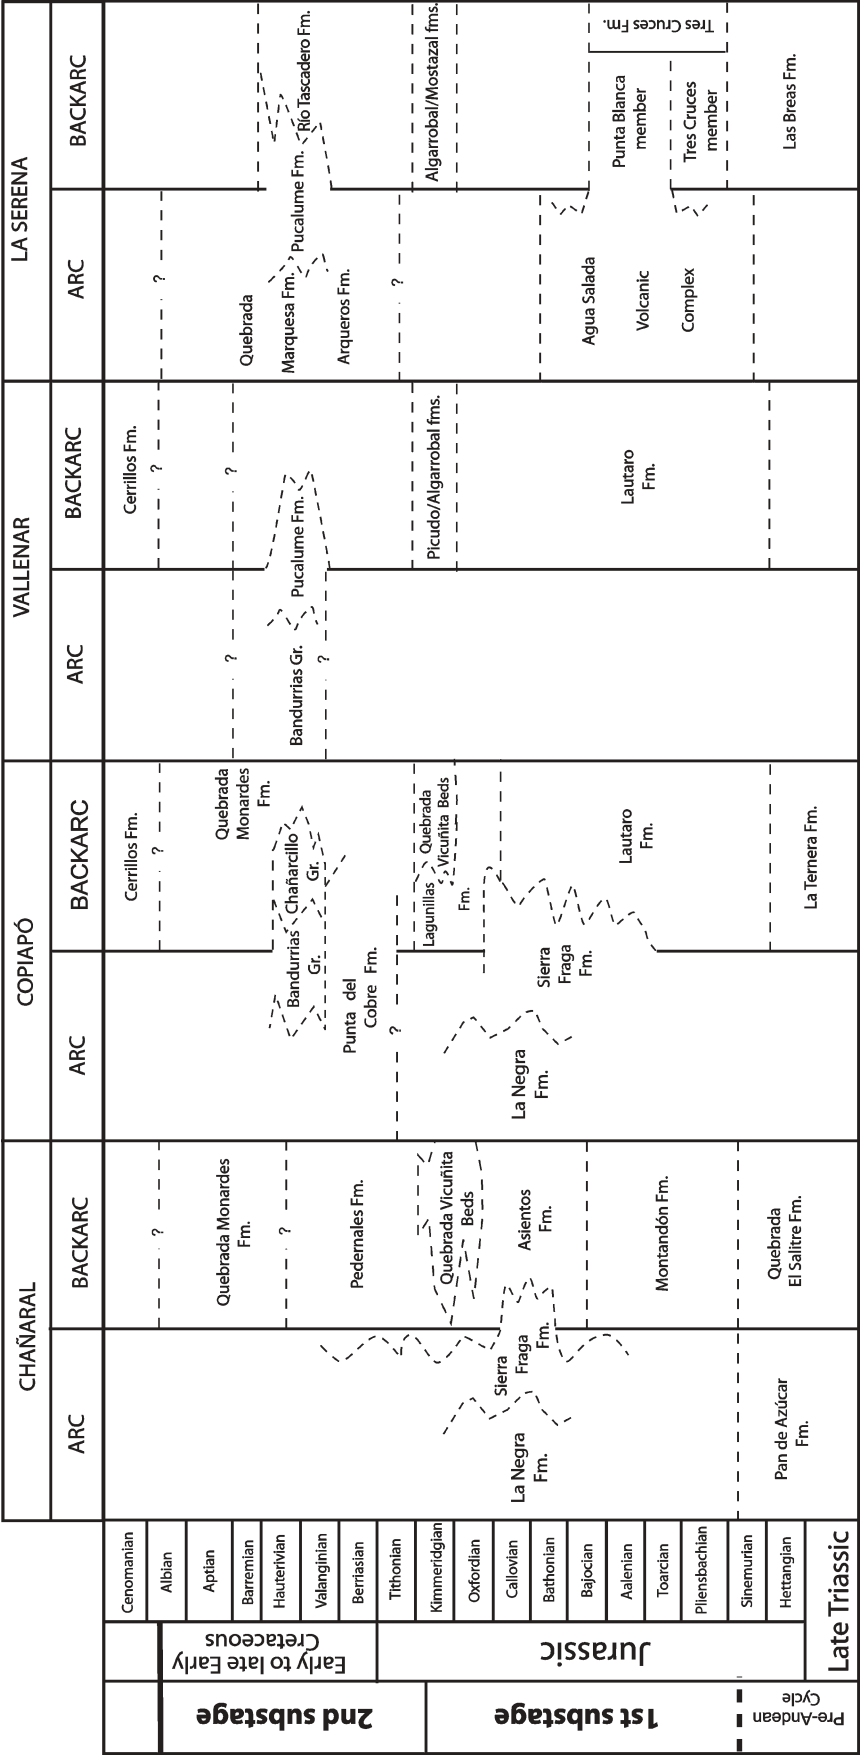 CHAÑARAL
COPIAPÓ
VALLENAR
LA SERENA
ARC
BACKARC
ARC
BACKARC
ARC
BACKARC
ARC
BACKARC
Pre-Andean
Cycle
1st substage
2nd substage
Late Triassic
Jurassic
Early to late Early
Cretaceous
Cenomanian
Albian
Aptian
Barremian
Hauterivian
Valanginian
Berriasian
Tithonian
Kimmeridgian
Oxfordian
Callovian
Bathonian
Bajocian
Aalenian
Toarcian
Pliensbachian
Sinemurian
Hettangian
La Negra
Fm.
Sierra
Fraga
Fm.
Pan de Azúcar
Fm.
?
Quebrada Monardes
Fm.
?
Pedernales Fm.
Quebrada Vicuñita
Beds
Asientos
Fm.
Montandón Fm.
Quebrada
El Salitre Fm.
Punta del
Cobre Fm.
?
La Negra
Fm.
Sierra
Fraga
Fm.
Bandurrias
Gr.
Cerrillos Fm.
?
Quebrada
Monardes
Fm.
Chañarcillo
Gr.
Lagunillas
Fm.
Quebrada
Vicuñita Beds
Lautaro
Fm.
La Ternera Fm.
?
Bandurrias Gr.
?
Pucalume Fm.
Cerrillos Fm.
?
?
Picudo/Algarrobal fms.
Lautaro
Fm.
?
Quebrada
Marquesa Fm.
Arqueros Fm.
?
Pucalume Fm.
Agua Salada
Volcanic
Complex
Río Tascadero Fm.
Algarrobal/Mostazal fms.
Punta Blanca
member
Tres Cruces
member
Tres Cruces Fm.
Las Breas Fm.